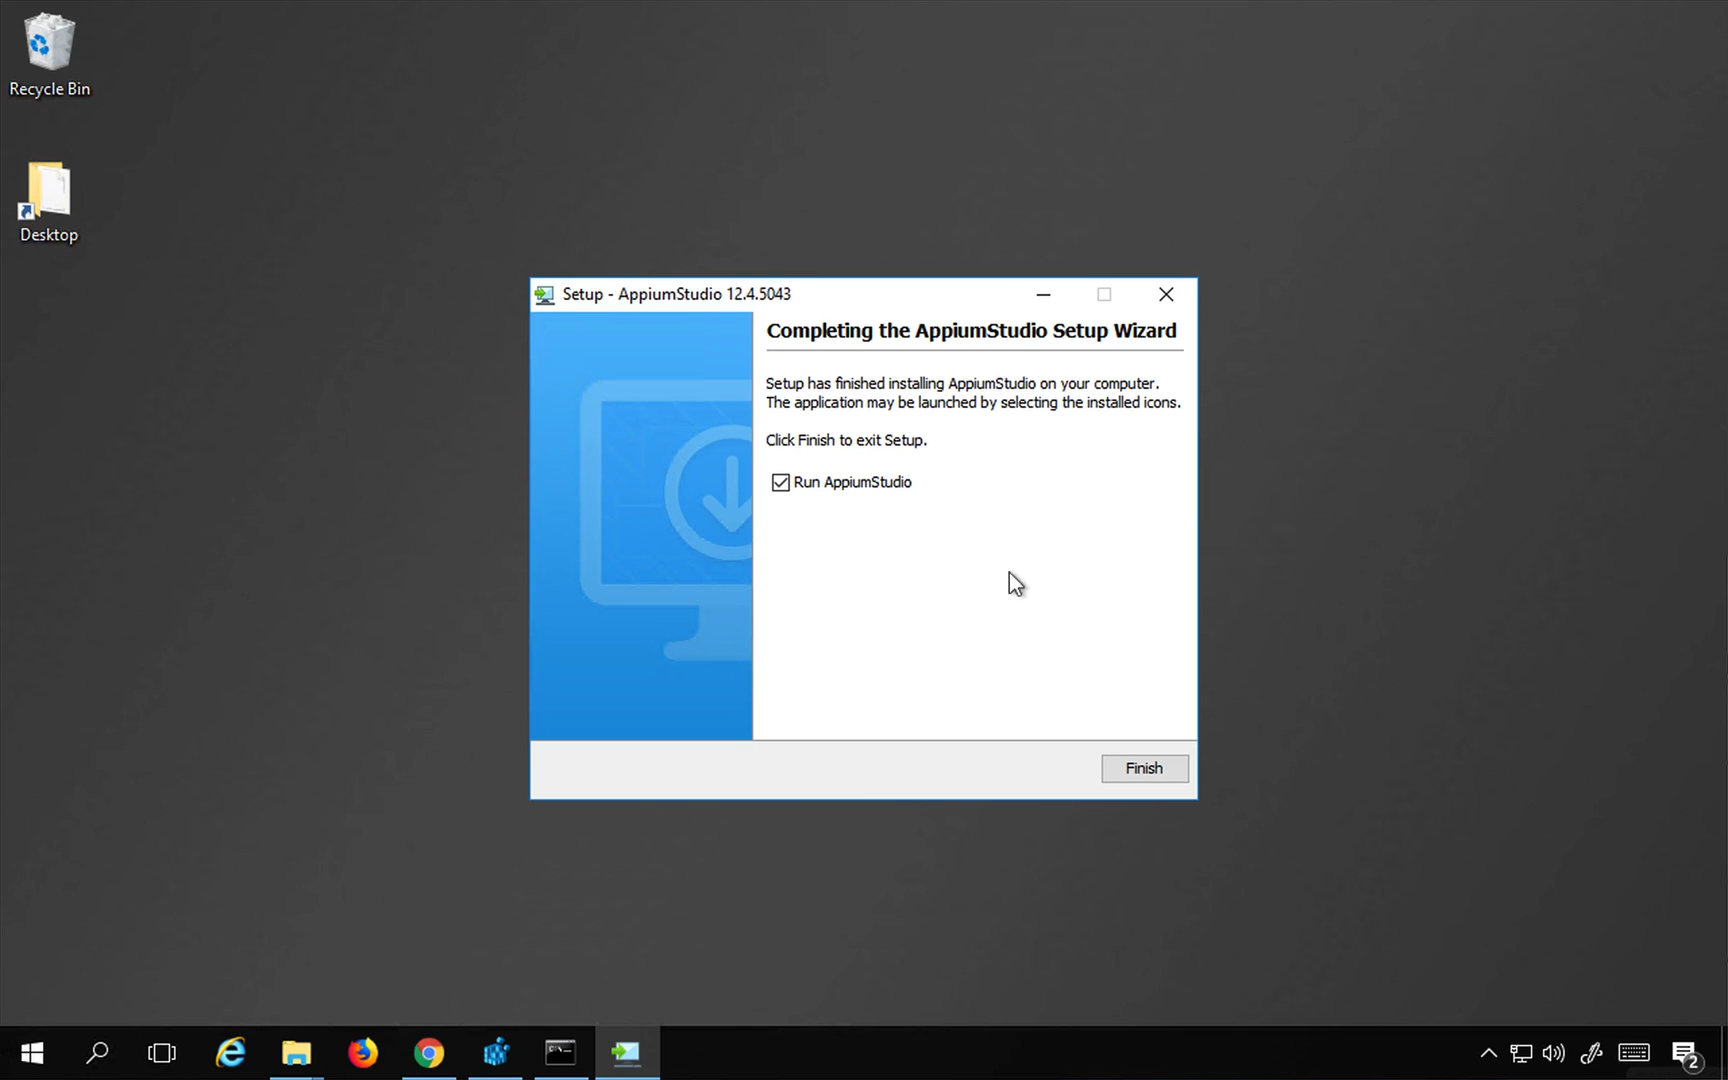 Recycle Bin
Desktop
Setup - AppiumStudio 12.4.5043
Completing the AppiumStudio Setup Wizard
Setup has finished installing AppiumStudio on your computer.
The application may be launched by selecting the installed icons.
Click Finish to exit Setup.
Run AppiumStudio
Finish
2